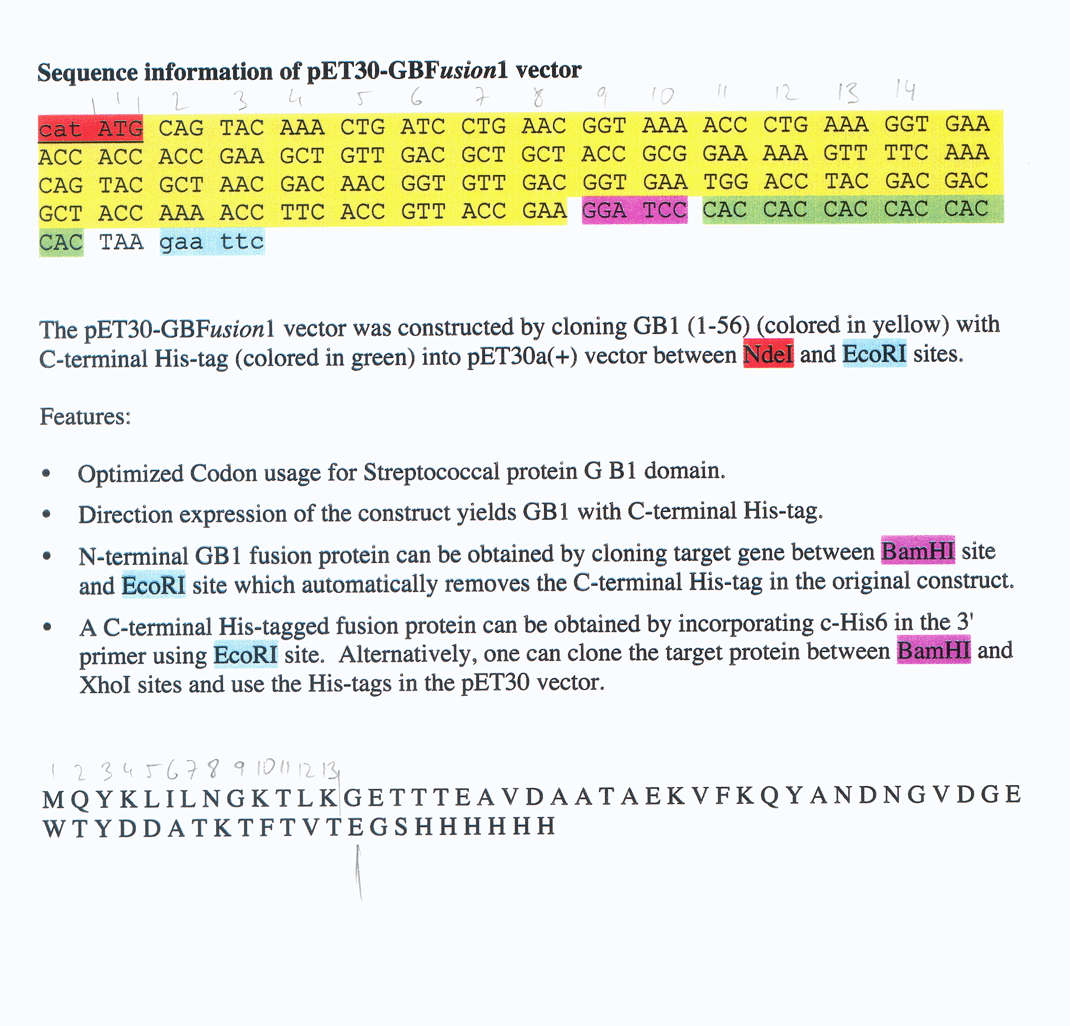 Sequence information of pET30-GBFusion1 vector
1 2 3 4 5 6 7 8 9 10 11 12 13 14
cat ATG CAG TAC AAA CTG ATC CTG AAC GGT AAA ACC CTG AAA GGT GAA
ACC ACC ACC GAA GCT GTT GAC GCT GCT ACC GCG GAA AAA GTT TTC AAA
CAG TAC GCT AAC GAC AAC GGT GTT GAC GGT GAA TGG ACC TAC GAC GAC
GCT ACC AAA ACC TTC ACC GTT ACC GAA GGA TCC CAC CAC CAC CAC CAC
CAC TAA gaa ttc
The pET30-GBFusion1 vector was constructed by cloning GB1 (1-56) (colored in yellow) with
C-terminal His-tag (colored in green) into pET30a(+) vector between NdeI and EcoRI sites.
Features:
• Optimized Codon usage for Streptococcal protein G B1 domain.
• Direction expression of the construct yields GB1 with C-terminal His-tag.
• N-terminal GB1 fusion protein can be obtained by cloning target gene between BamHI site
and EcoRI site which automatically removes the C-terminal His-tag in the original construct.
• A C-terminal His-tagged fusion protein can be obtained by incorporating c-His6 in the 3'
primer using EcoRI site. Alternatively, one can clone the target protein between BamHI and
XhoI sites and use the His-tags in the pET30 vector.
1 2 3 4 5 6 7 8 9 10 11 12 13
M Q Y K L I L N G K T L K G E T T T E A V D A A T A E K V F K Q Y A N D N G V D G E
W T Y D D A T K T F T V T E G S H H H H H H